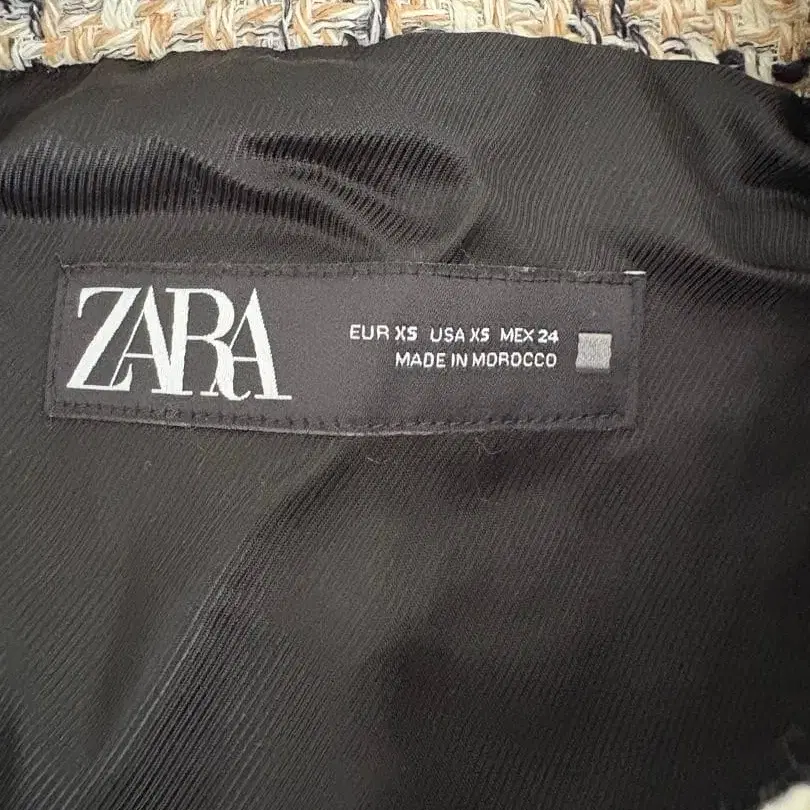 ZARA
EUR XS USA XS MEX 24
MADE IN MOROCCO